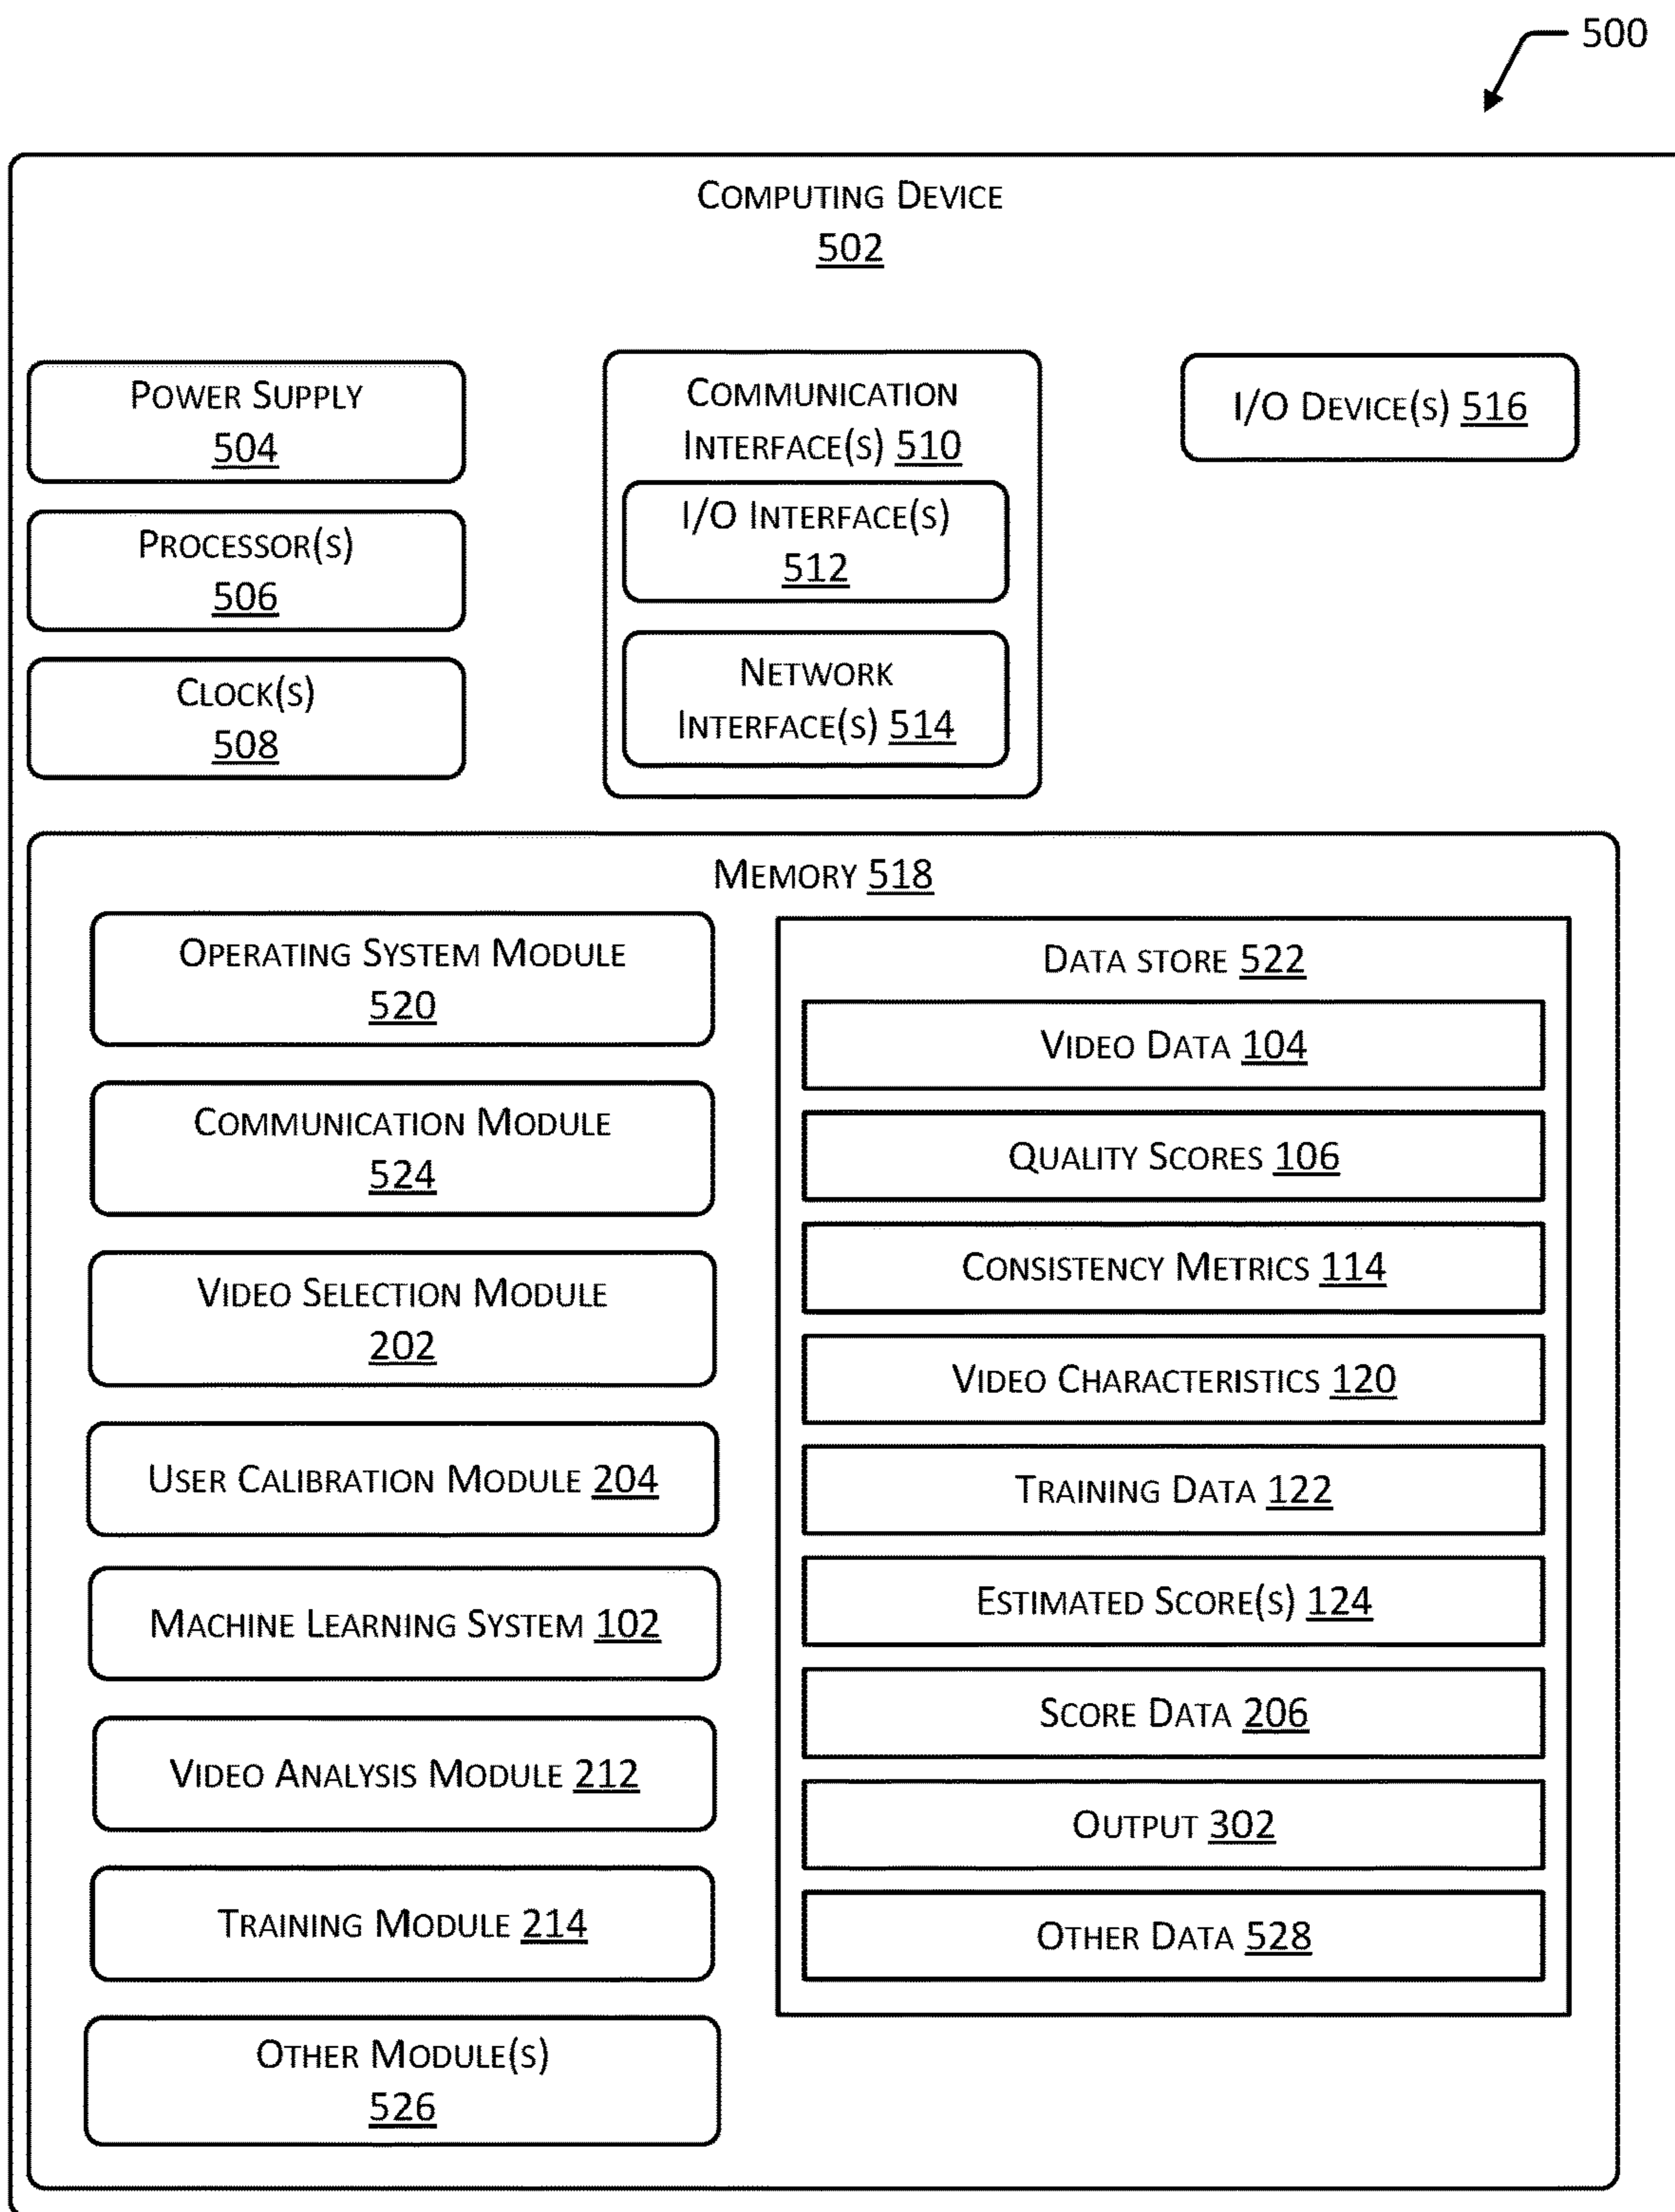 500
COMPUTING DEVICE
502
POWER SUPPLY
504
PROCESSOR(S)
506
CLOCK(S)
508
COMMUNICATION
INTERFACE(S) 510
I/O INTERFACE(S)
512
NETWORK
INTERFACE(S) 514
I/O DEVICE(S) 516
MEMORY 518
OPERATING SYSTEM MODULE
520
COMMUNICATION MODULE
524
VIDEO SELECTION MODULE
202
USER CALIBRATION MODULE 204
MACHINE LEARNING SYSTEM 102
VIDEO ANALYSIS MODULE 212
TRAINING MODULE 214
OTHER MODULE(S)
526
DATA STORE 522
VIDEO DATA 104
QUALITY SCORES 106
CONSISTENCY METRICS 114
VIDEO CHARACTERISTICS 120
TRAINING DATA 122
ESTIMATED SCORE(S) 124
SCORE DATA 206
OUTPUT 302
OTHER DATA 528